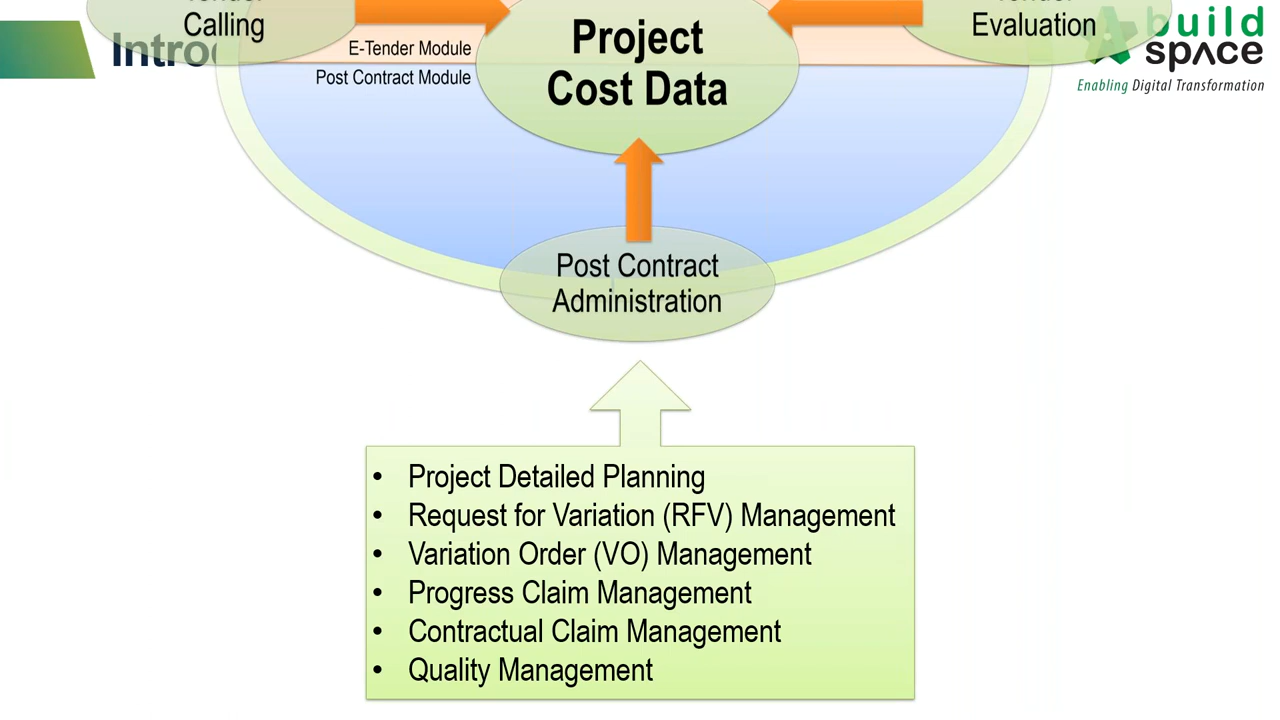 Calling
Evaluation
Intro
E-Tender Module
Post Contract Module
Project
Cost Data
build
space
Enabling Digital Transformation
Post Contract
Administration
• Project Detailed Planning
• Request for Variation (RFV) Management
• Variation Order (VO) Management
• Progress Claim Management
• Contractual Claim Management
• Quality Management